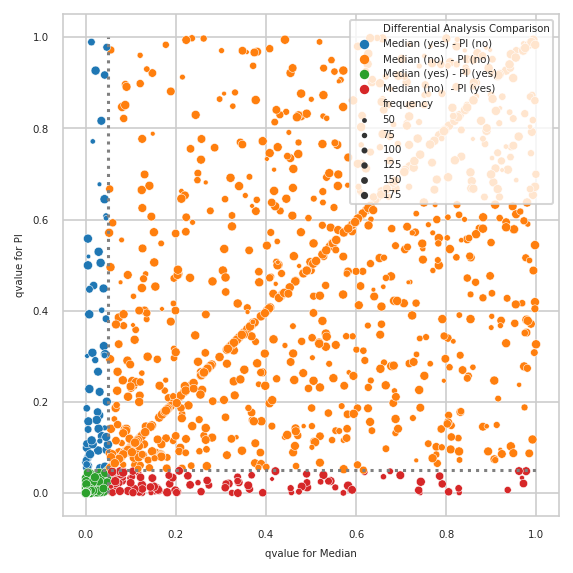 Differential Analysis Comparison
Median (yes) - PI (no)
Median (no) - PI (no)
Median (yes) - PI (yes)
Median (no)  - PI (yes)
frequency
50
75
100
125
150
175
1.0
0.8
0.6
0.4
0.2
0.0
qvalue for PI
0.0 0.2 0.4 0.6 0.8 1.0
qvalue for Median